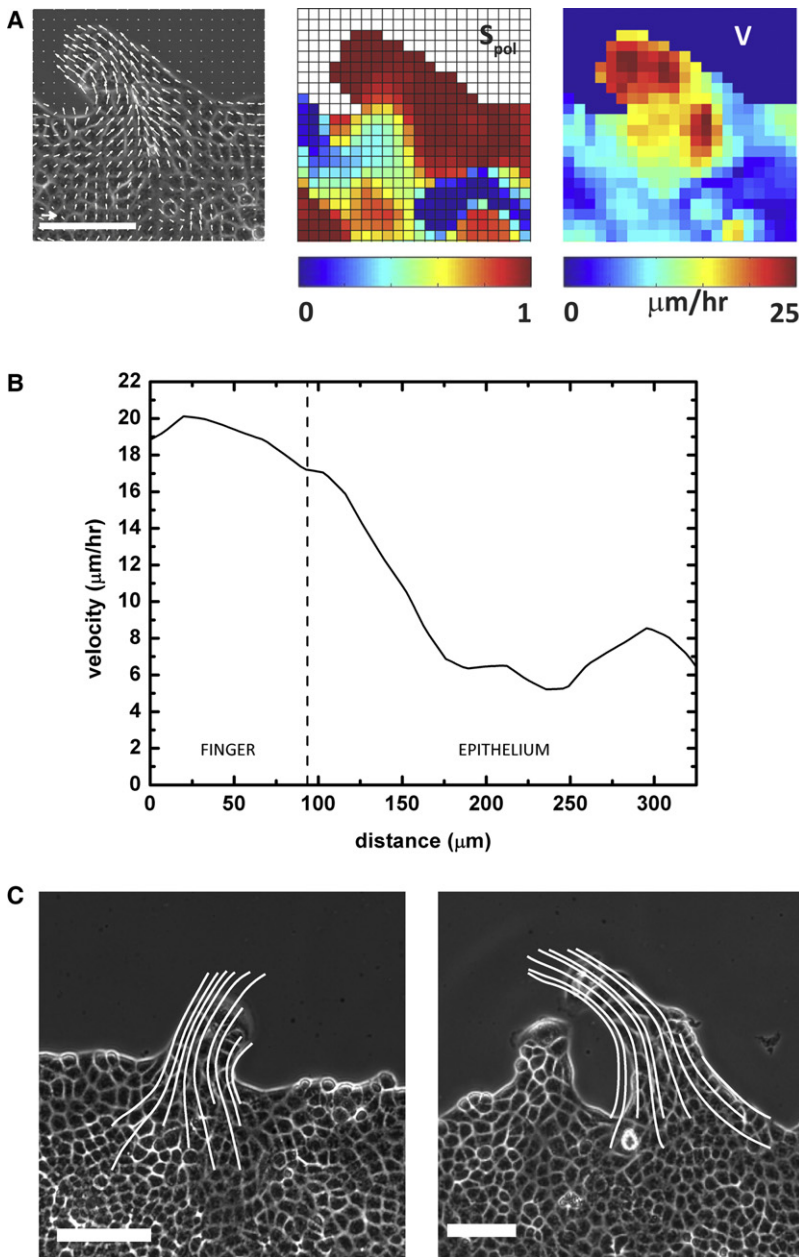 A
S pol
V
0 1
0 μm/hr 25
B
22
20
18
16
14
12
10
8
6
4
2
0
velocity (μm/hr)
FINGER EPITHELIUM
0 50 100 150 200 250 300
distance (μm)
C